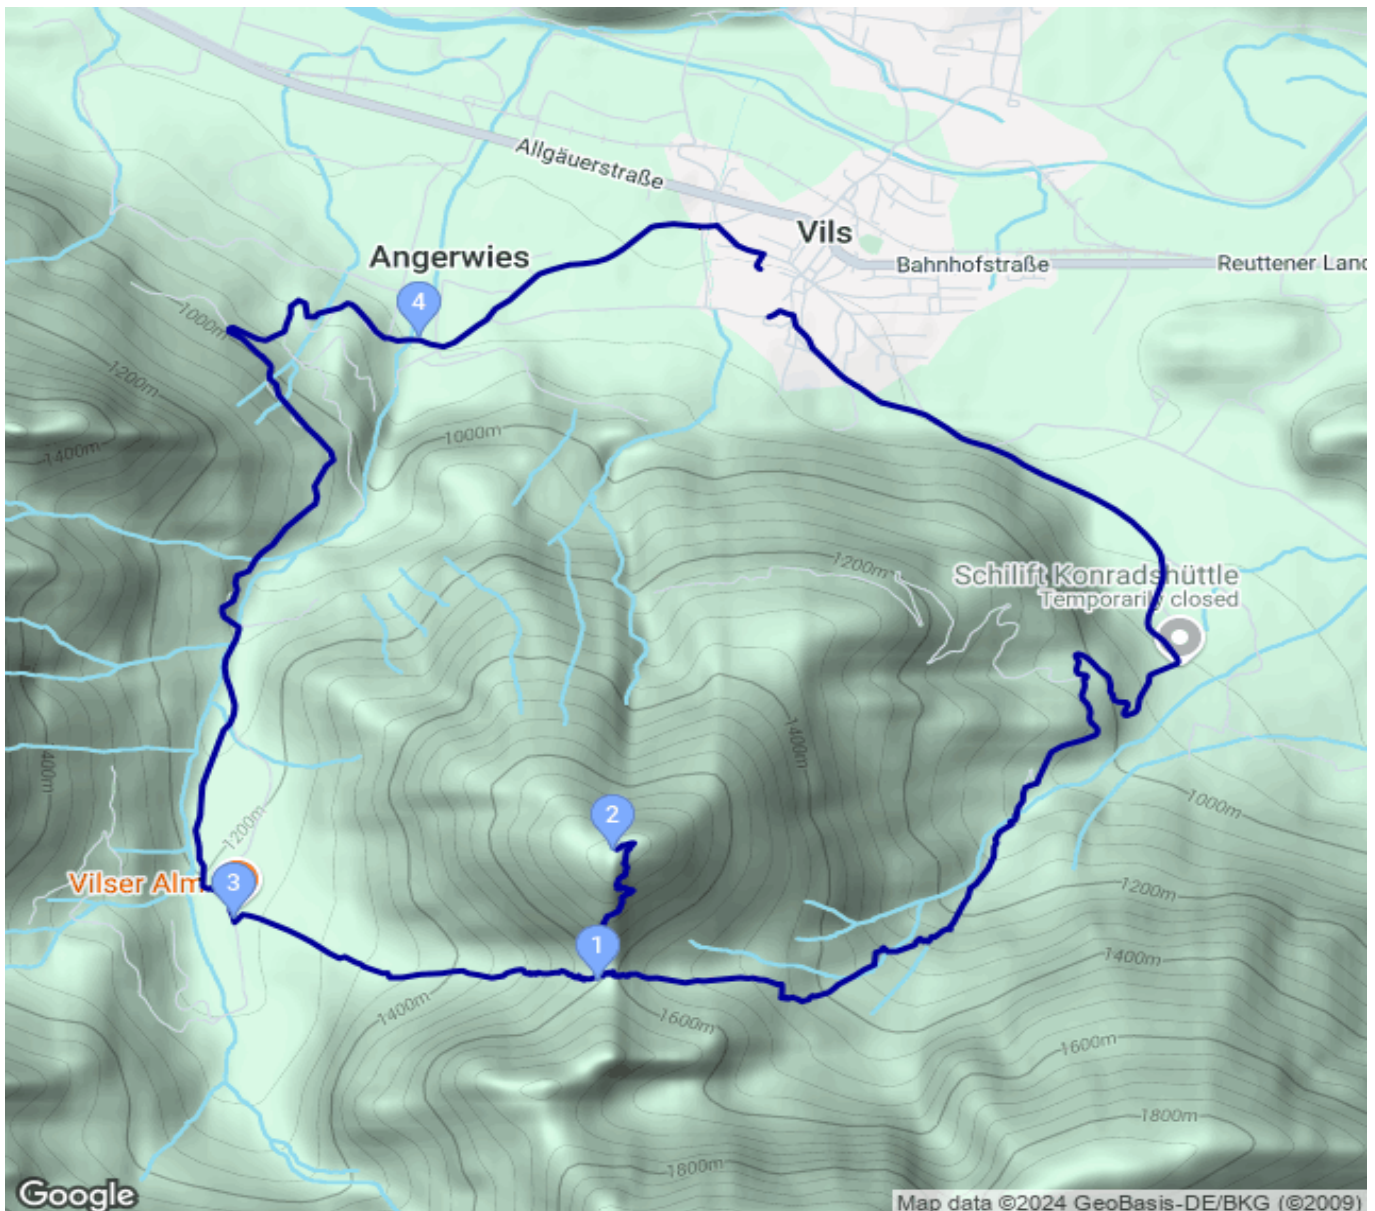 Allgäuerstraße
Vils
Angerwies
Bahnhofstraße
Reuttener Land
4
1000m
1200m
1400m
1000m
1200m
Schilift Konradshüttle
Temporarily closed
1400m
400m
1000m
2
1200m
Vilser Alm
3
1200m
1
1400m
1400m
1600m
1600m
1800m
1800m
Google
Map data ©2024 GeoBasis-DE/BKG (©2009)